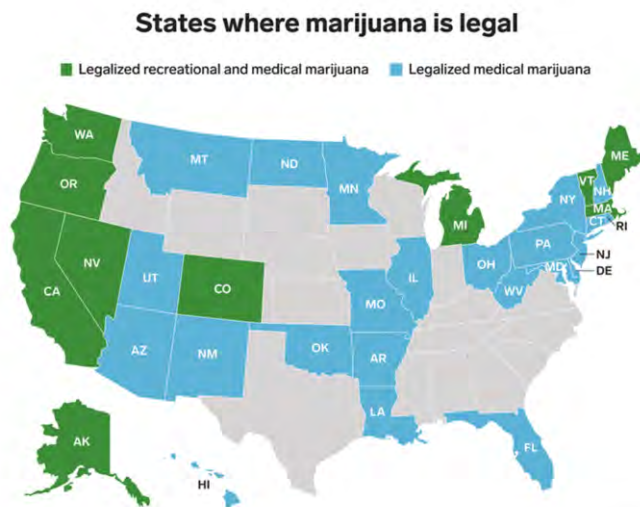 States where marijuana is legal
Legalized recreational and medical marijuana
Legalized medical marijuana
WA
MT
ND
MN
ME
VT
NH
OR
NY
MA
CT
RI
MI
PA
NJ
NV
UT
CO
IL
OH
MD
DE
CA
MO
WV
AZ
NM
OK
AR
LA
AK
HI
FL